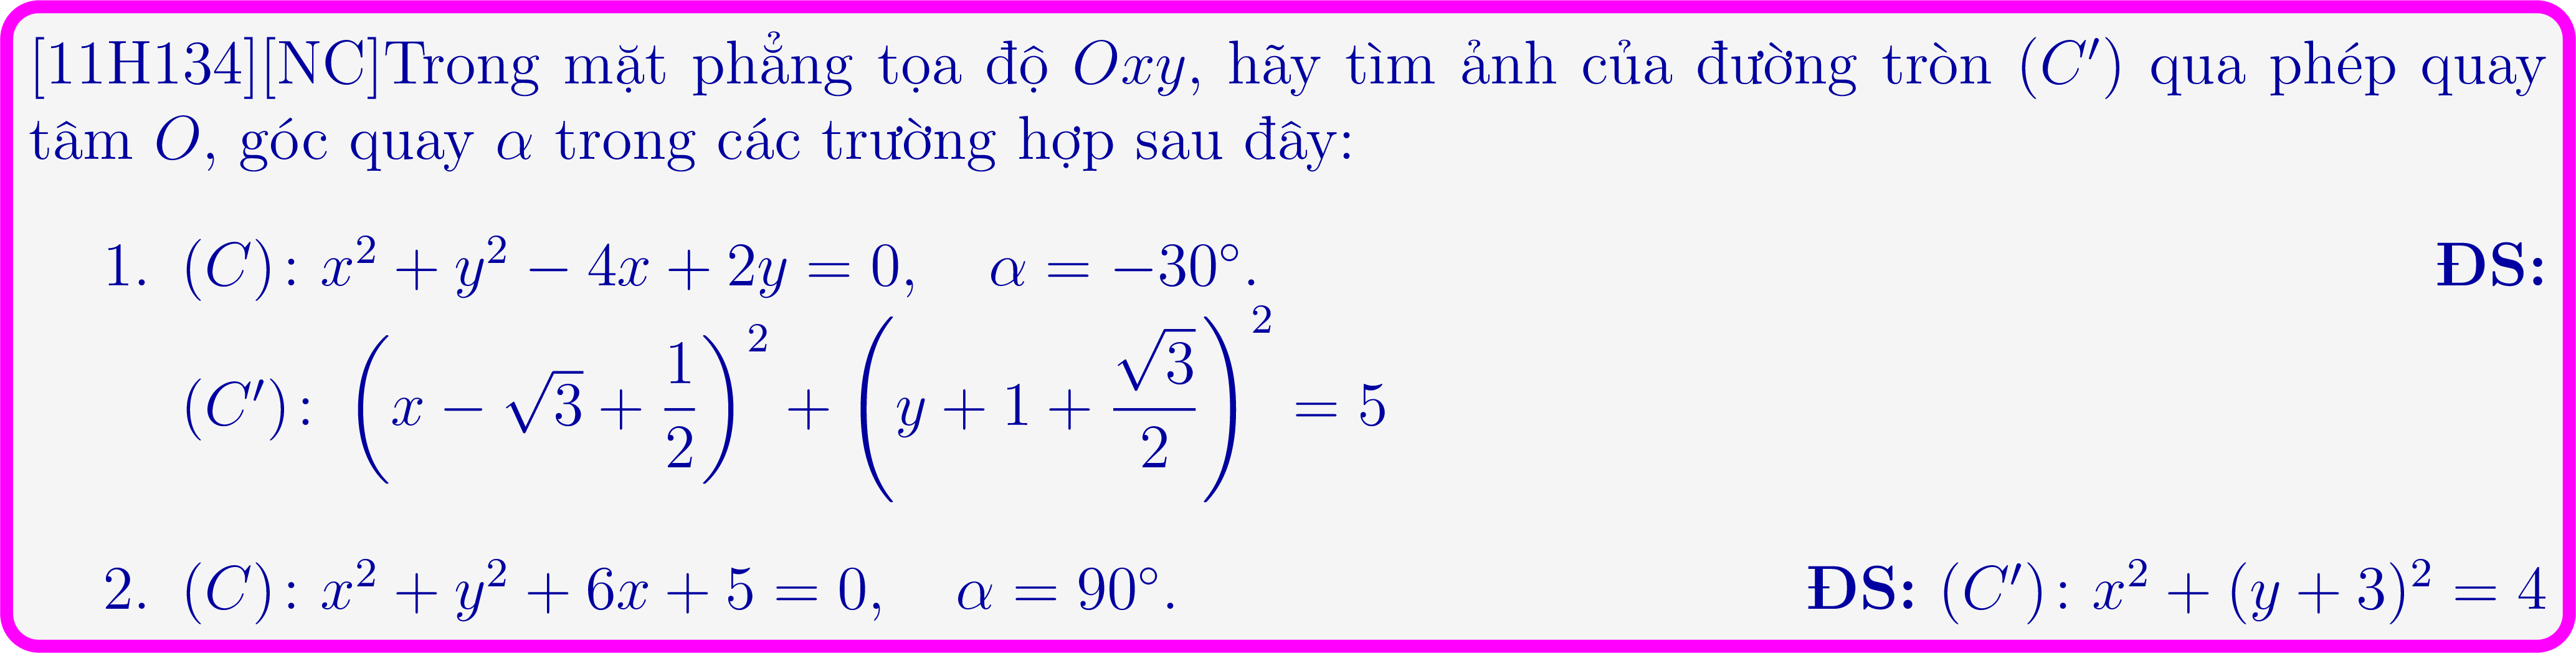 [11H134][NC]Trong mặt phẳng tọa độ Oxy, hãy tìm ảnh của đường tròn (C′) qua phép quay
tâm O, góc quay α trong các trường hợp sau đây:
1. (C): x² + y² − 4x + 2y = 0, α = −30°. ĐS:
(C′): (x − √3 + 1/2)² + (y + 1 + √3/2)² = 5
2. (C): x² + y² + 6x + 5 = 0, α = 90°. ĐS: (C′): x² + (y + 3)² = 4